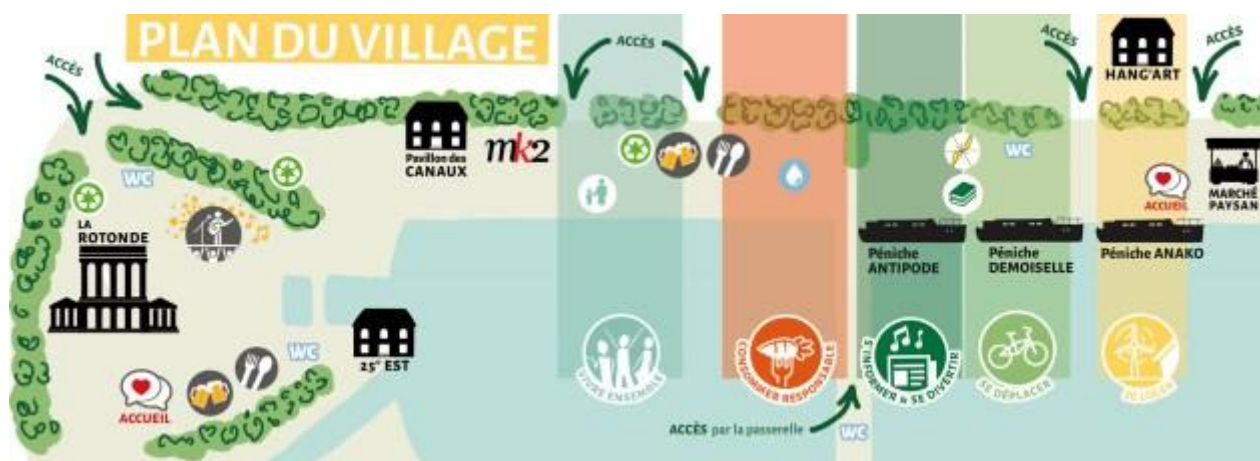 PLAN DU VILLAGE
ACCÈS
ACCÈS
ACCÈS
ACCÈS
HANG'ART
Pavillon des
CANAUX
mk2
WC
WC
LA
ROTONDE
ACCUEIL
MARCHÉ
PAYSAN
Péniche
ANTIPODE
Péniche
DEMOISELLE
Péniche ANAKO
25° EST
WC
ACCUEIL
VIVRE ENSEMBLE
CONSOMMER RESPONSABLE
S'INFORMER & SE DIVERTIR
SE DÉPLACER
SE LOGER
ACCÈS par la passerelle
WC